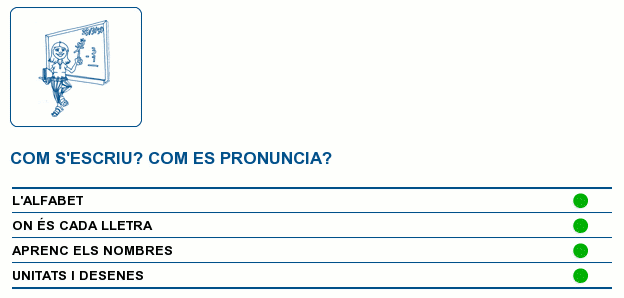 COM S'ESCRIU? COM ES PRONUNCIA?
L'ALFABET
ON ÉS CADA LLETRA
APRENC ELS NOMBRES
UNITATS I DESENES